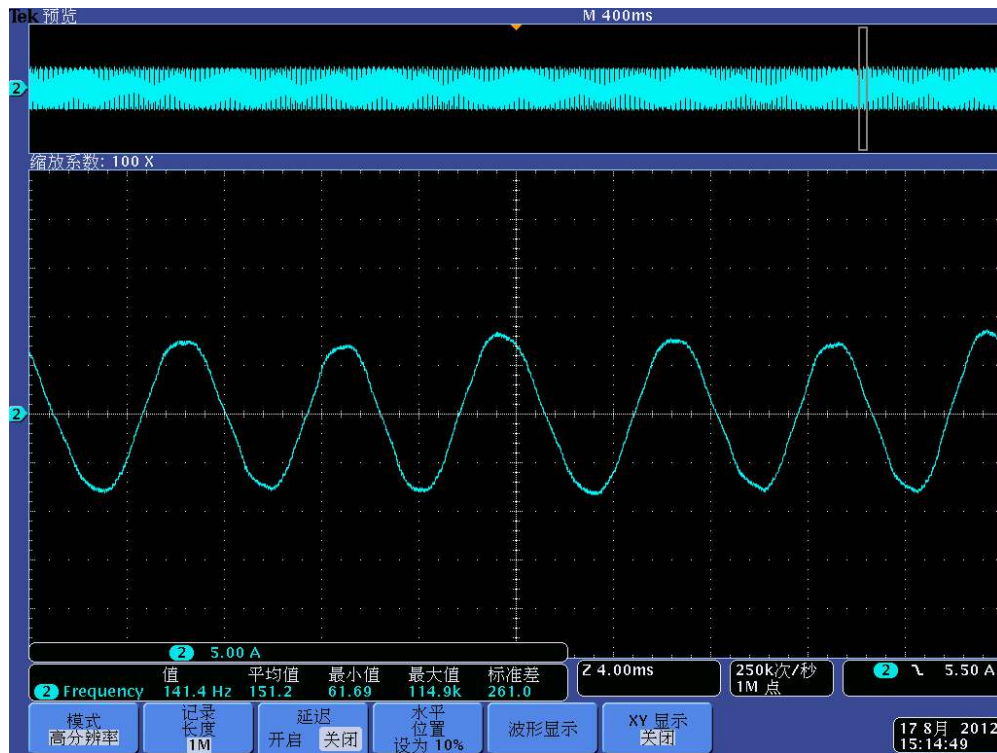 Tek 预览 M 400ms
2
缩放系数: 100 X
2
2 5.00 A
值 平均值 最小值 最大值 标准差
2 Frequency 141.4 Hz 151.2 61.69 114.9k 261.0
Z 4.00ms
250k次/秒
1M 点
2 5.50 A
模式
高分辨率
记录
长度
1M
延迟
开启 关闭
水平
位置
设为 10%
波形显示
XY 显示
关闭
17 8月 2012
15:14:49